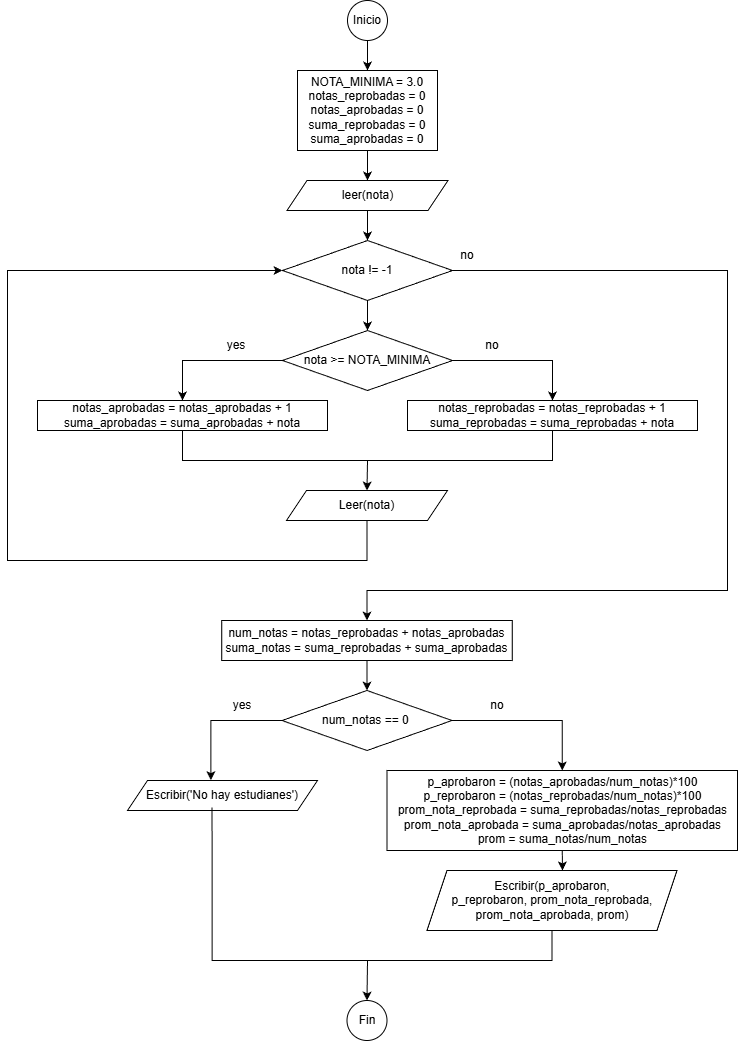 Inicio
NOTA_MINIMA = 3.0
notas_reprobadas = 0
notas_aprobadas = 0
suma_reprobadas = 0
suma_aprobadas = 0
leer(nota)
no
nota != -1
yes
nota >= NOTA_MINIMA
no
notas_aprobadas = notas_aprobadas + 1
suma_aprobadas = suma_aprobadas + nota
notas_reprobadas = notas_reprobadas + 1
suma_reprobadas = suma_reprobadas + nota
Leer(nota)
num_notas = notas_reprobadas + notas_aprobadas
suma_notas = suma_reprobadas + suma_aprobadas
yes
num_notas == 0
no
Escribir('No hay estudianes')
p_aprobaron = (notas_aprobadas/num_notas)*100
p_reprobaron = (notas_reprobadas/num_notas)*100
prom_nota_reprobada = suma_reprobadas/notas_reprobadas
prom_nota_aprobada = suma_aprobadas/notas_aprobadas
prom = suma_notas/num_notas
Escribir(p_aprobaron,
p_reprobaron, prom_nota_reprobada,
prom_nota_aprobada, prom)
Fin